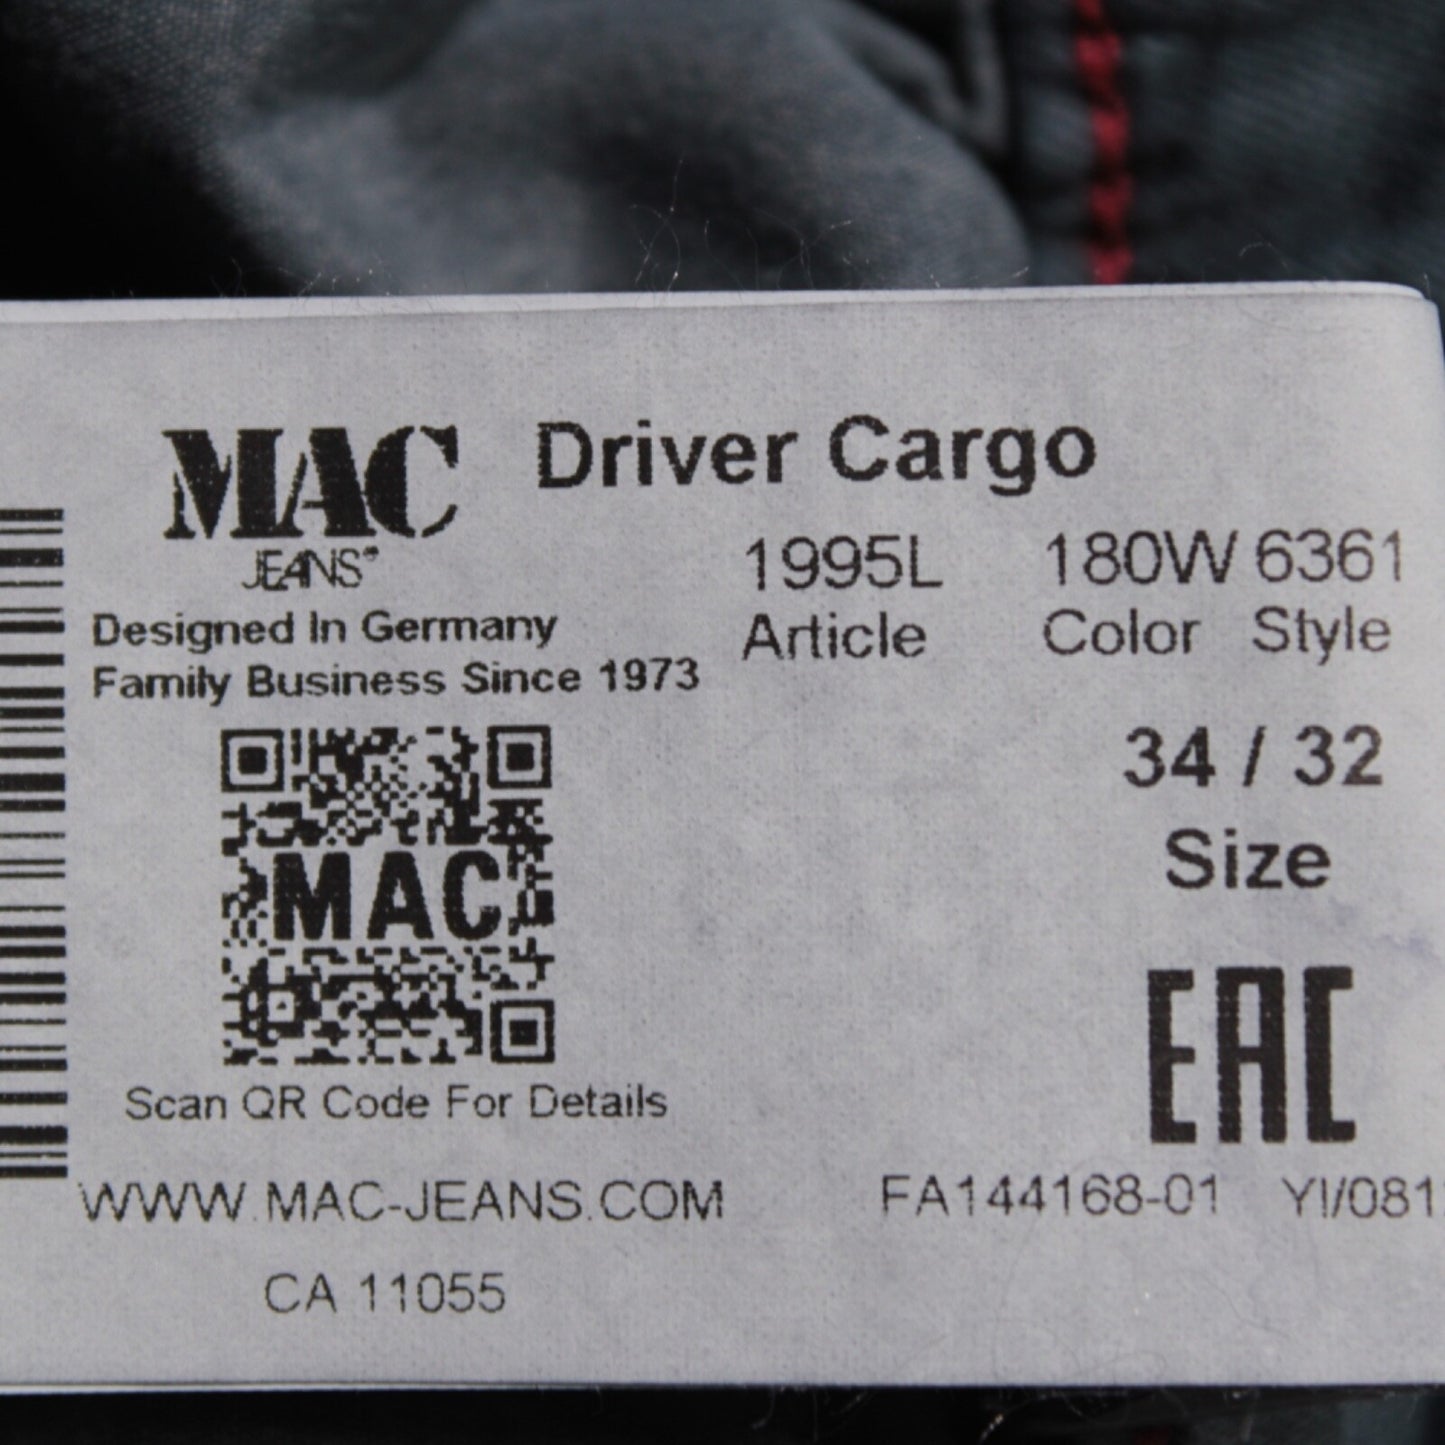 MAC
JEANS®
Driver Cargo
1995L 180W 6361
Article Color Style
Designed In Germany
Family Business Since 1973
34 / 32
Size
MAC
EAC
Scan QR Code For Details
WWW.MAC-JEANS.COM
FA144168-01
CA 11055